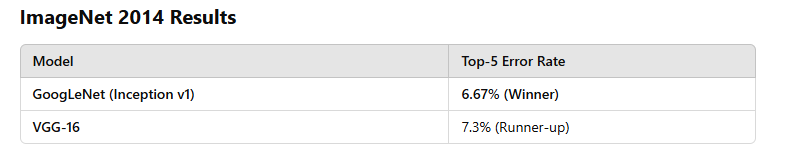 ImageNet 2014 Results
Model Top-5 Error Rate
GoogLeNet (Inception v1) 6.67% (Winner)
VGG-16 7.3% (Runner-up)